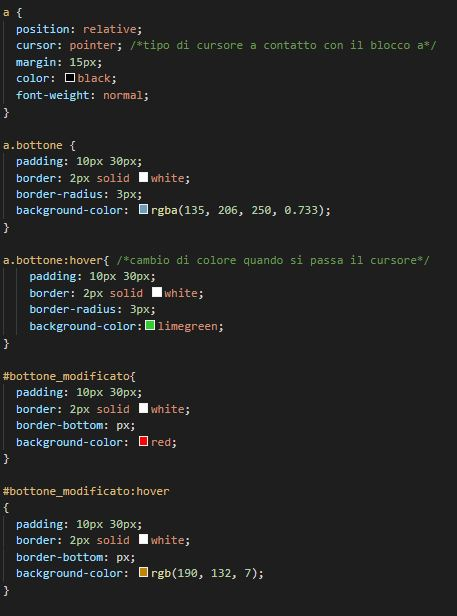 a {
position: relative;
cursor: pointer; /*tipo di cursore a contatto con il blocco a*/
margin: 15px;
color: black;
font-weight: normal;
}
a.bottone {
padding: 10px 30px;
border: 2px solid white;
border-radius: 3px;
background-color: rgba(135, 206, 250, 0.733);
}
a.bottone:hover{ /*cambio di colore quando si passa il cursore*/
padding: 10px 30px;
border: 2px solid white;
border-radius: 3px;
background-color: limegreen;
}
#bottone_modificato{
padding: 10px 30px;
border: 2px solid white;
border-bottom: px;
background-color: red;
}
#bottone_modificato:hover
{
padding: 10px 30px;
border: 2px solid white;
border-bottom: px;
background-color: rgb(190, 132, 7);
}